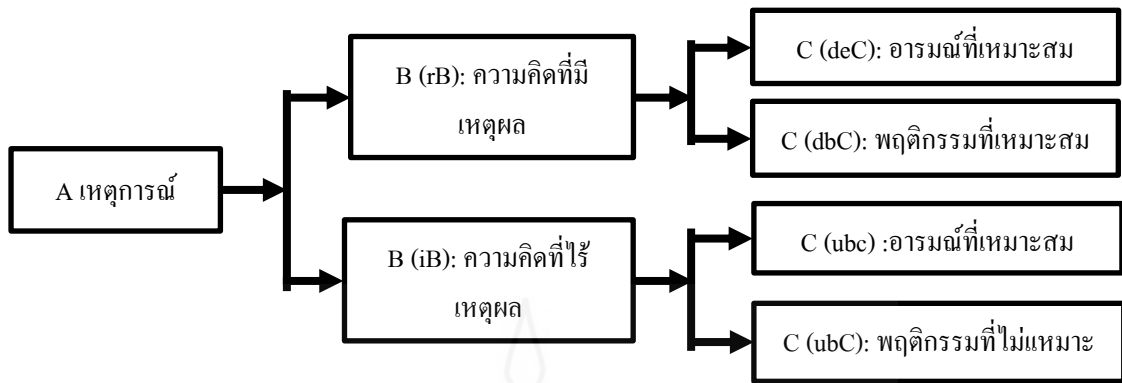 A เหตุการณ์
B (rB): ความคิดที่มี
เหตุผล
C (deC): อารมณ์ที่เหมาะสม
C (dbC): พฤติกรรมที่เหมาะสม
B (iB): ความคิดที่ไร้
เหตุผล
C (ubc) :อารมณ์ที่เหมาะสม
C (ubC): พฤติกรรมที่ไม่แหมาะ